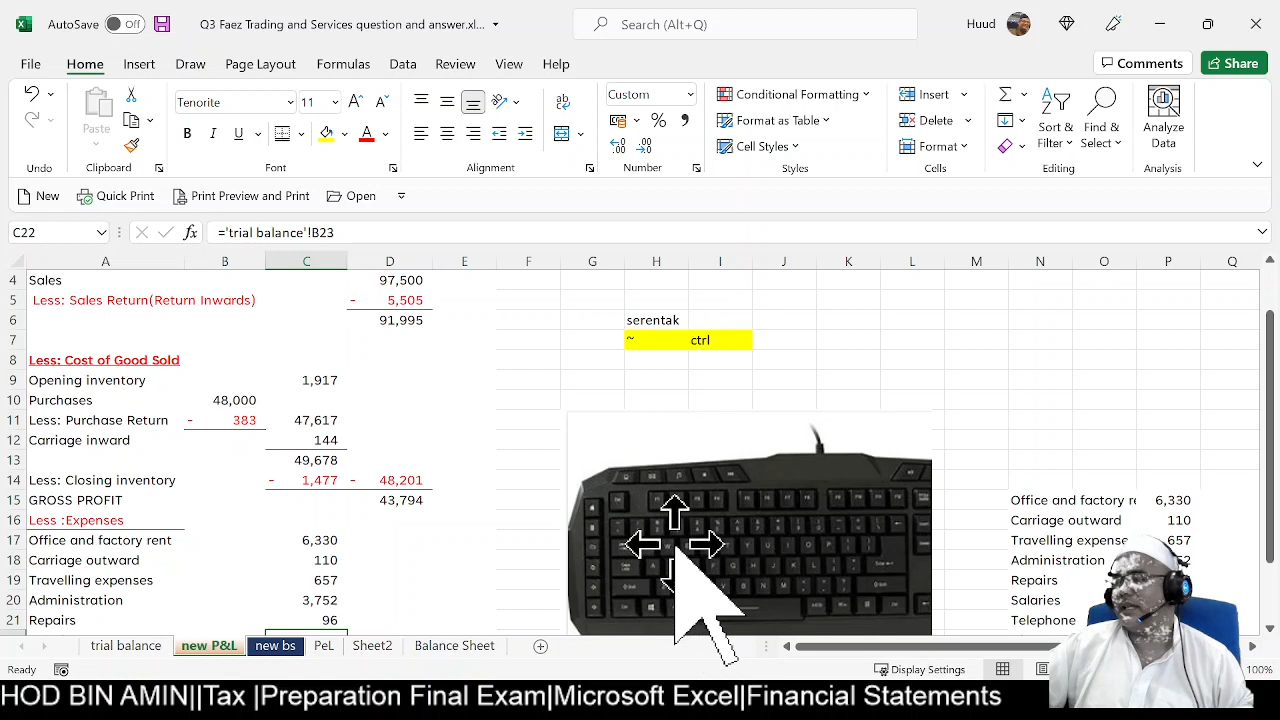 AutoSave Off Q3 Faez Trading and Services question and answer.xl... Search (Alt+Q) Huud
File Home Insert Draw Page Layout Formulas Data Review View Help Comments Share
Tenorite 11 Custom Conditional Formatting Insert
Paste Format as Table Delete Sort & Filter Find & Select Analyze Data
B I U A Cell Styles Format
Undo Clipboard Font Alignment Number Styles Cells Editing Analysis
New Quick Print Print Preview and Print Open
C22 fx ='trial balance'!B23
A B C D E F G H I J K L M N O P Q
4 Sales 97,500
5 Less: Sales Return(Return Inwards) - 5,505
6 91,995 serentak
7 ~ ctrl
8 Less: Cost of Good Sold
9 Opening inventory 1,917
10 Purchases 48,000
11 Less: Purchase Return - 383 47,617
12 Carriage inward 144
13 49,678
14 Less: Closing inventory - 1,477 - 48,201
15 GROSS PROFIT 43,794 Office and factory re 6,330
16 Less :Expenses Carriage outward 110
17 Office and factory rent 6,330 Travelling expenses 657
18 Carriage outward 110 Administration
19 Travelling expenses 657 Repairs
20 Administration 3,752 Salaries
21 Repairs 96 Telephone
trial balance new P&L new bs PeL Sheet2 Balance Sheet
Ready Display Settings 100%
HOD BIN AMIN||Tax |Preparation Final Exam|Microsoft Excel|Financial Statements